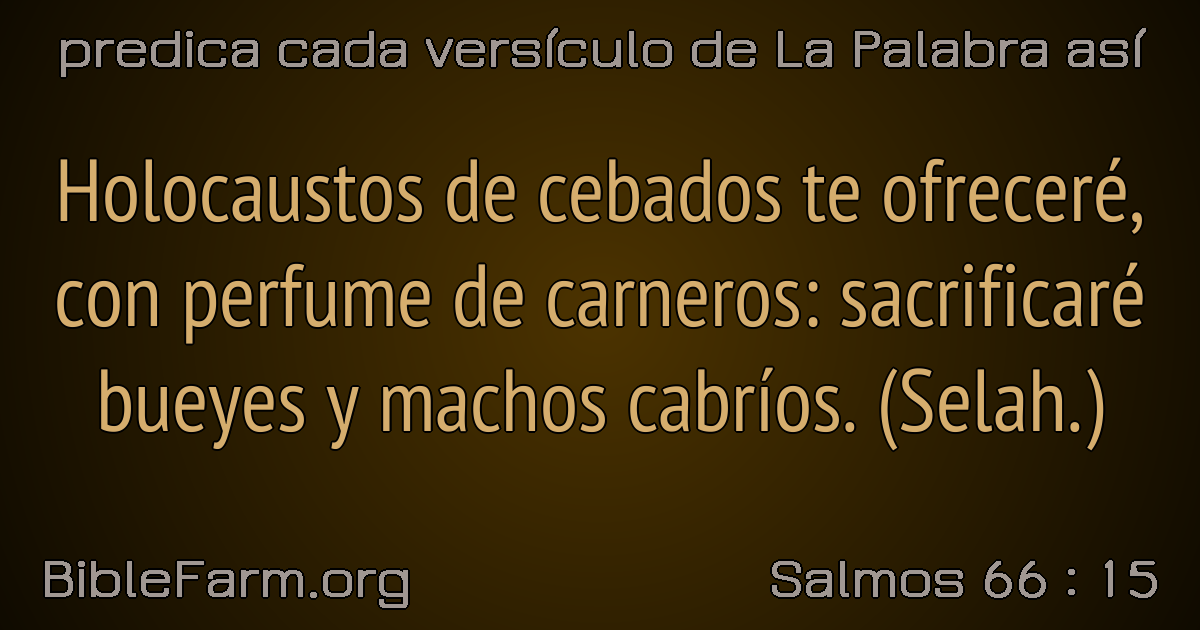 predica cada versículo de La Palabra así
Holocaustos de cebados te ofreceré,
con perfume de carneros: sacrificaré
bueyes y machos cabríos. (Selah.)
BibleFarm.org
Salmos 66 : 15